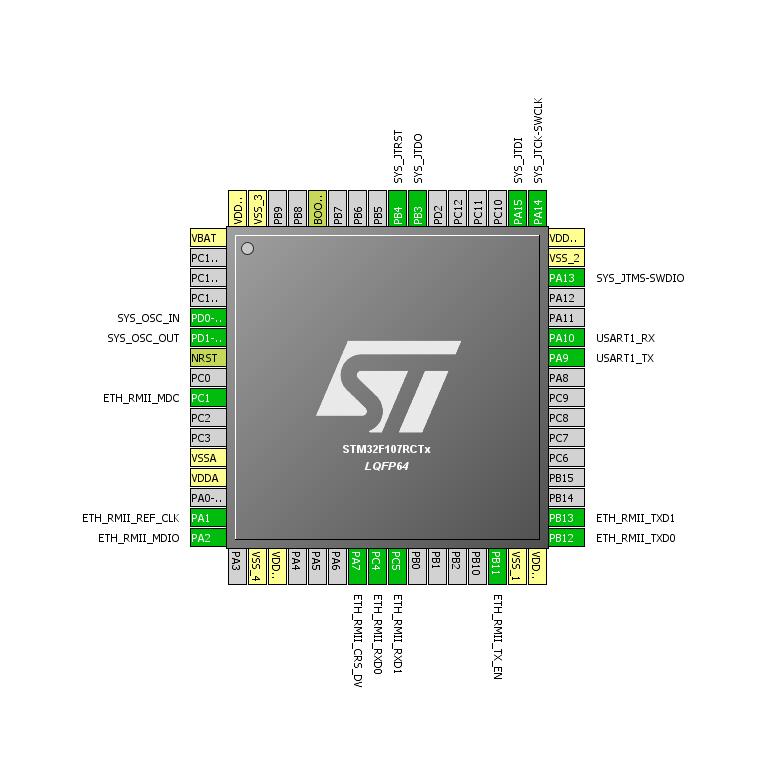 SYS_JTRST
SYS_JTDO
SYS_JTDI
SYS_JTCK-SWCLK
VDD..
VSS_3
PB9
PB8
BOO..
PB7
PB6
PB5
PB4
PB3
PD2
PC12
PC11
PC10
PA15
PA14
VBAT
PC1..
PC1..
PC1..
SYS_OSC_IN PD0-..
SYS_OSC_OUT PD1-..
NRST
PC0
ETH_RMII_MDC PC1
PC2
PC3
VSSA
VDDA
PA0-..
ETH_RMII_REF_CLK PA1
ETH_RMII_MDIO PA2
ST
STM32F107RCTx
LQFP64
VDD..
VSS_2
PA13 SYS_JTMS-SWDIO
PA12
PA11
PA10 USART1_RX
PA9 USART1_TX
PA8
PC9
PC8
PC7
PC6
PB15
PB14
PB13 ETH_RMII_TXD1
PB12 ETH_RMII_TXD0
PA3
VSS_4
VDD..
PA4
PA5
PA6
PA7
PC4
PC5
PB0
PB1
PB2
PB10
PB11
VSS_1
VDD..
ETH_RMII_CRS_DV
ETH_RMII_RXD0
ETH_RMII_RXD1
ETH_RMII_TX_EN